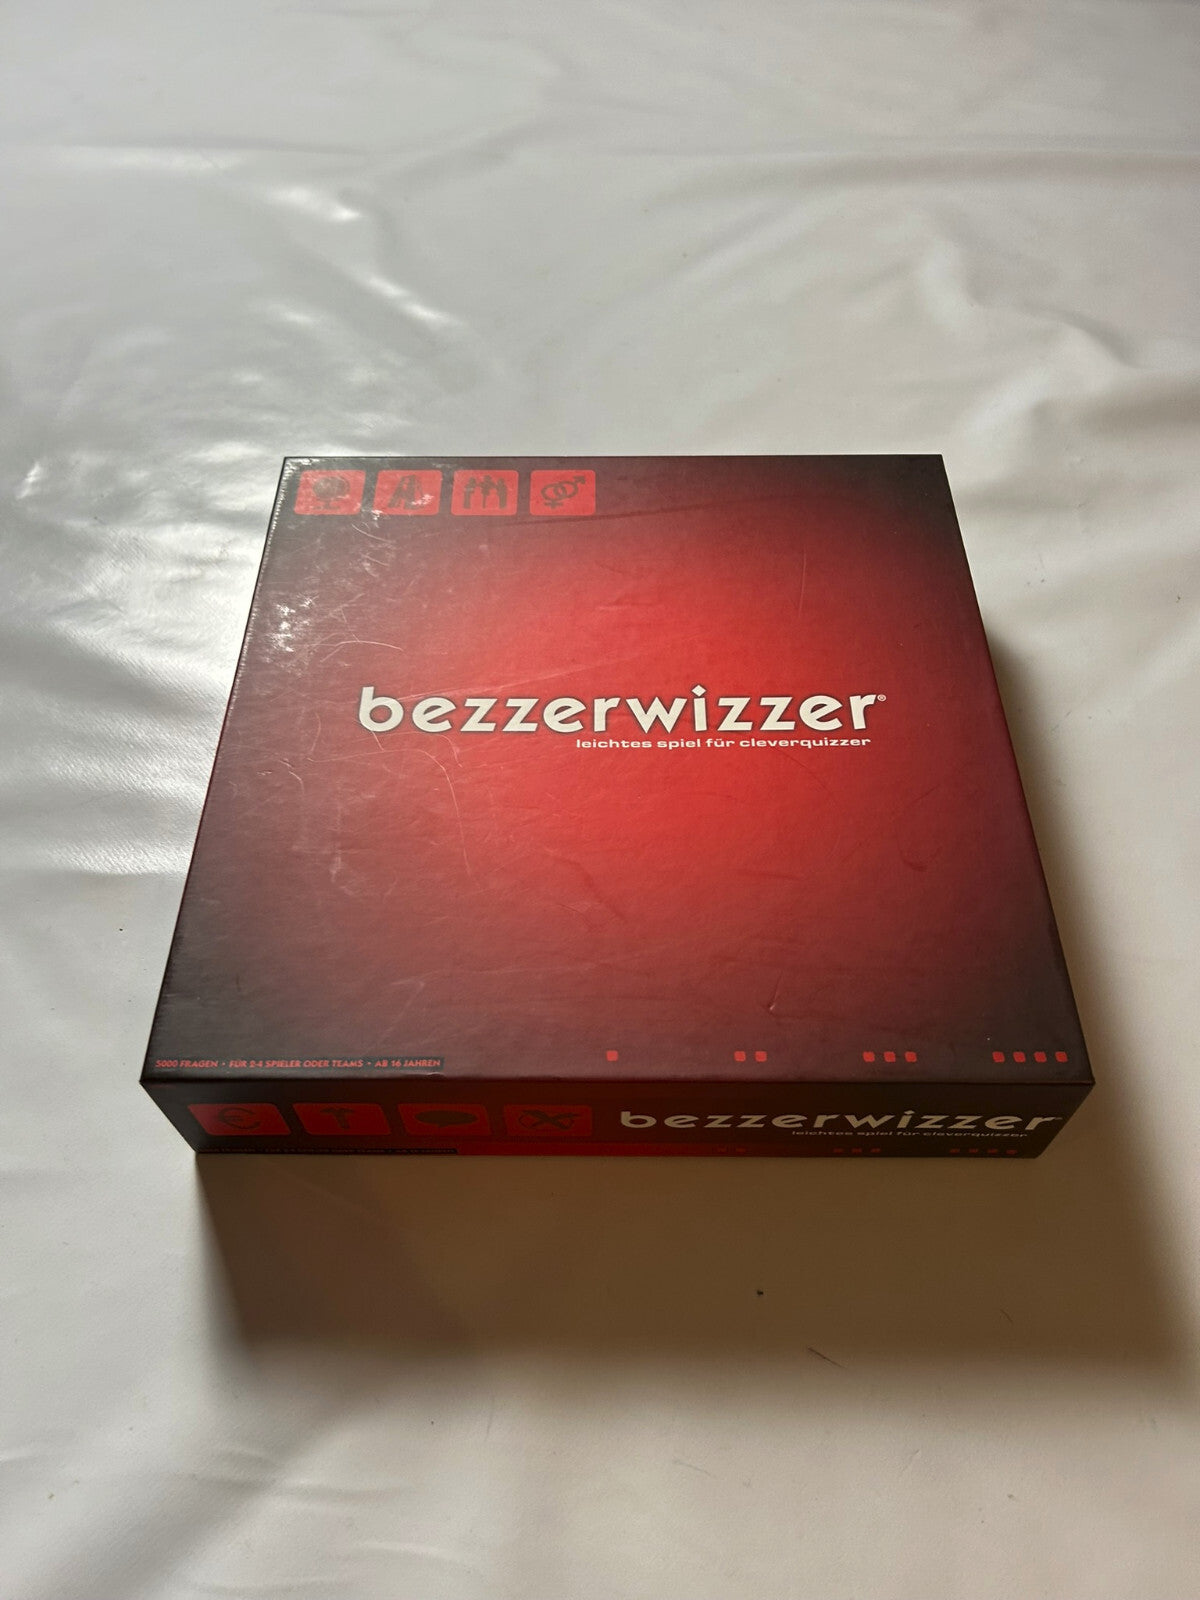 bezzerwizzer®
leichtes spiel für cleverquizzer
5000 FRAGEN • FÜR 2-4 SPIELER ODER TEAMS • AB 16 JAHREN
bezzerwizzer
leichtes spiel für cleverquizzer